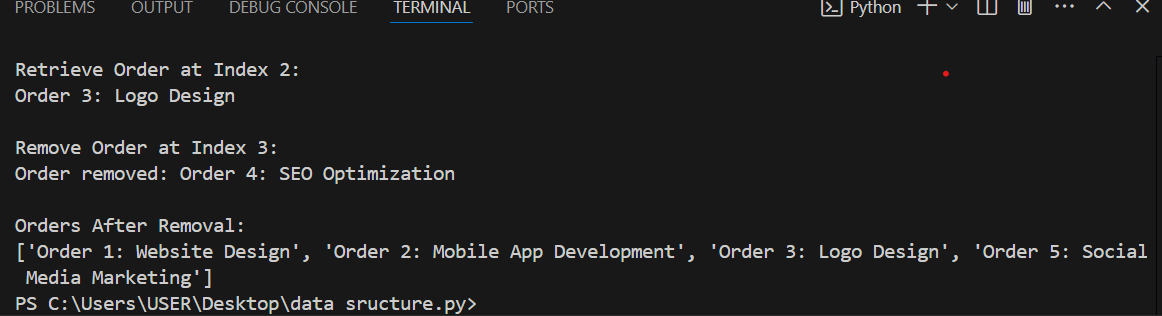 PROBLEMS OUTPUT DEBUG CONSOLE TERMINAL PORTS Python
Retrieve Order at Index 2:
Order 3: Logo Design
Remove Order at Index 3:
Order removed: Order 4: SEO Optimization
Orders After Removal:
['Order 1: Website Design', 'Order 2: Mobile App Development', 'Order 3: Logo Design', 'Order 5: Social
Media Marketing']
PS C:\Users\USER\Desktop\data sructure.py>